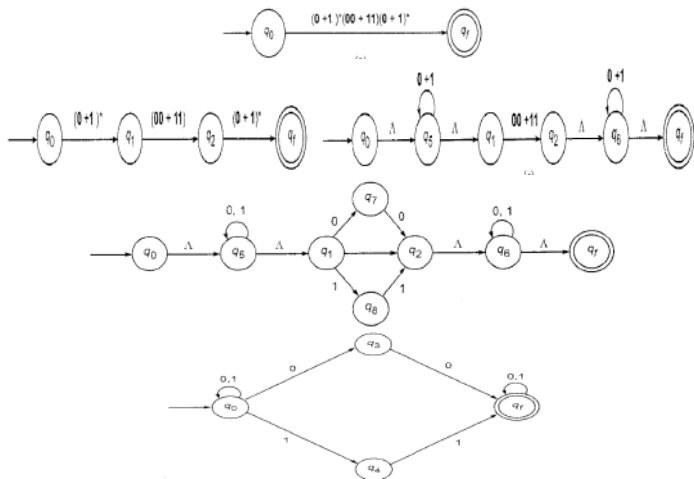 (0 +1 )*(00 + 11)(0 + 1)*
q0 qf
(0 +1 )* (00 + 11) (0 + 1)*
q0 q1 q2 qf
0 +1 0 +1
Λ Λ 00 +11 Λ Λ
q0 q5 q1 q2 q6 qf
q7
0, 1 0 0 0, 1
Λ Λ Λ Λ
q0 q5 q1 q2 q6 qf
1 1
q8
q3
0,1 0 0 0,1
q0 qf
1 1
q4